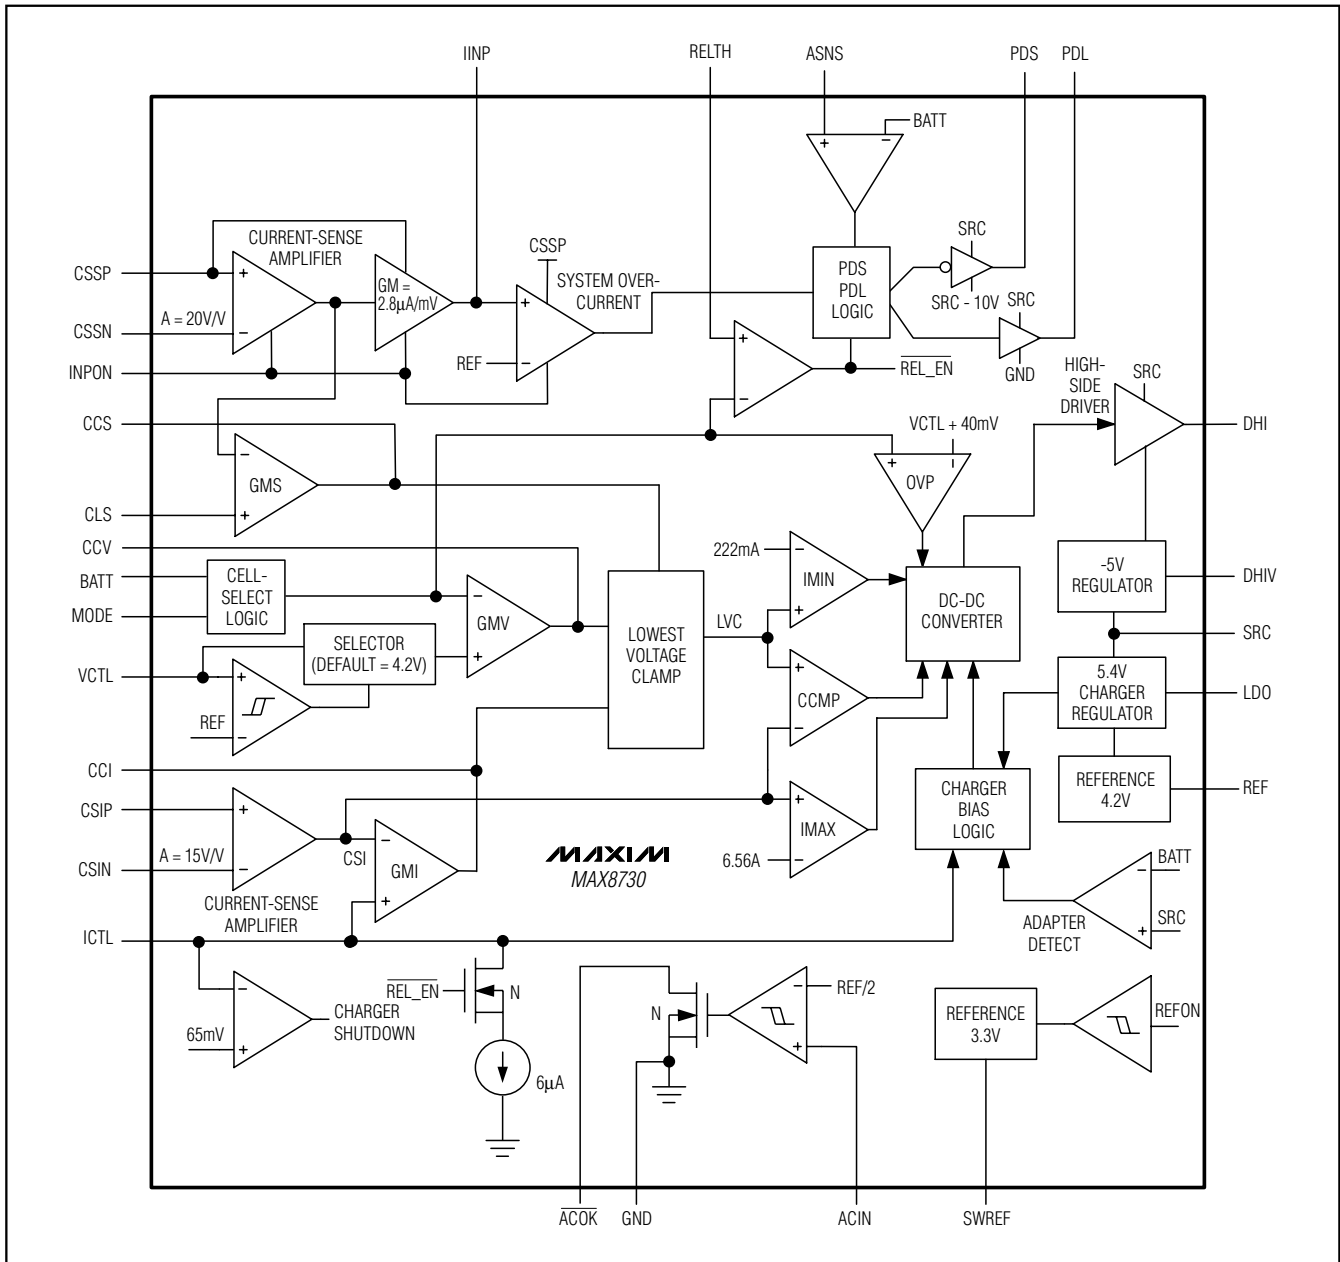 IINP
RELTH
ASNS
PDS
PDL
BATT
+
−
CURRENT-SENSE
AMPLIFIER
CSSP
SRC
CSSP
+
GM =
2.8µA/mV
+
SYSTEM OVER-
CURRENT
PDS
PDL
LOGIC
SRC - 10V
SRC
CSSN
A = 20V/V
−
REF
−
+
GND
INPON
REL_EN
HIGH-
SIDE
DRIVER
SRC
−
CCS
VCTL + 40mV
DHI
−
GMS
+
−
OVP
CLS
+
CCV
222mA
−
IMIN
+
-5V
REGULATOR
DHIV
BATT
CELL-
SELECT
LOGIC
−
GMV
+
DC-DC
CONVERTER
MODE
LVC
SRC
SELECTOR
(DEFAULT = 4.2V)
LOWEST
VOLTAGE
CLAMP
VCTL
+
+
CCMP
−
5.4V
CHARGER
REGULATOR
LDO
REF
−
CCI
CHARGER
BIAS
LOGIC
REFERENCE
4.2V
REF
CSIP
+
+
IMAX
−
6.56A
CSI
−
GMI
+
CSIN
A = 15V/V
−
MAXIM
MAX8730
BATT
−
SRC
+
CURRENT-SENSE
AMPLIFIER
ADAPTER
DETECT
ICTL
REL_EN
N
−
REF/2
−
N
+
REFERENCE
3.3V
REFON
CHARGER
SHUTDOWN
65mV
+
6µA
ACOK
GND
ACIN
SWREF